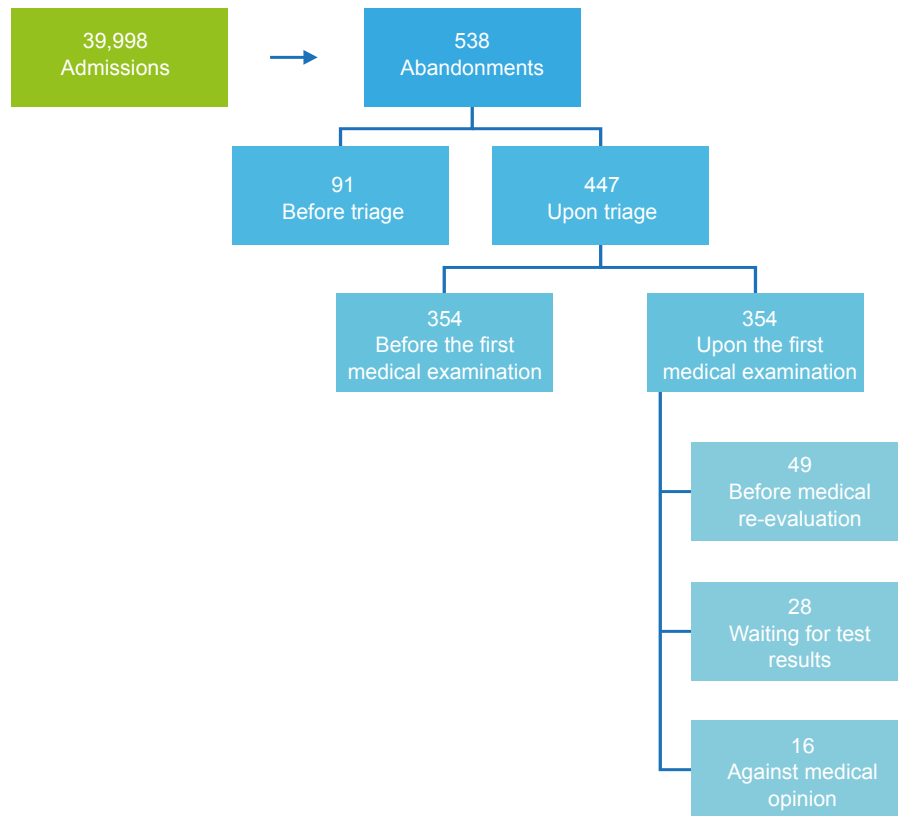 39,998
Admissions
538
Abandonments
91
Before triage
447
Upon triage
354
Before the first
medical examination
354
Upon the first
medical examination
49
Before medical
re-evaluation
28
Waiting for test
results
16
Against medical
opinion